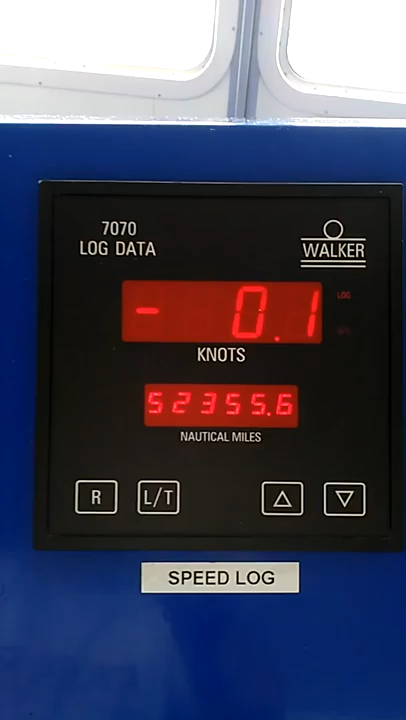 7070
LOG DATA
WALKER
- 0.1
LOG
KNOTS
52355.6
NAUTICAL MILES
R
L/T
SPEED LOG